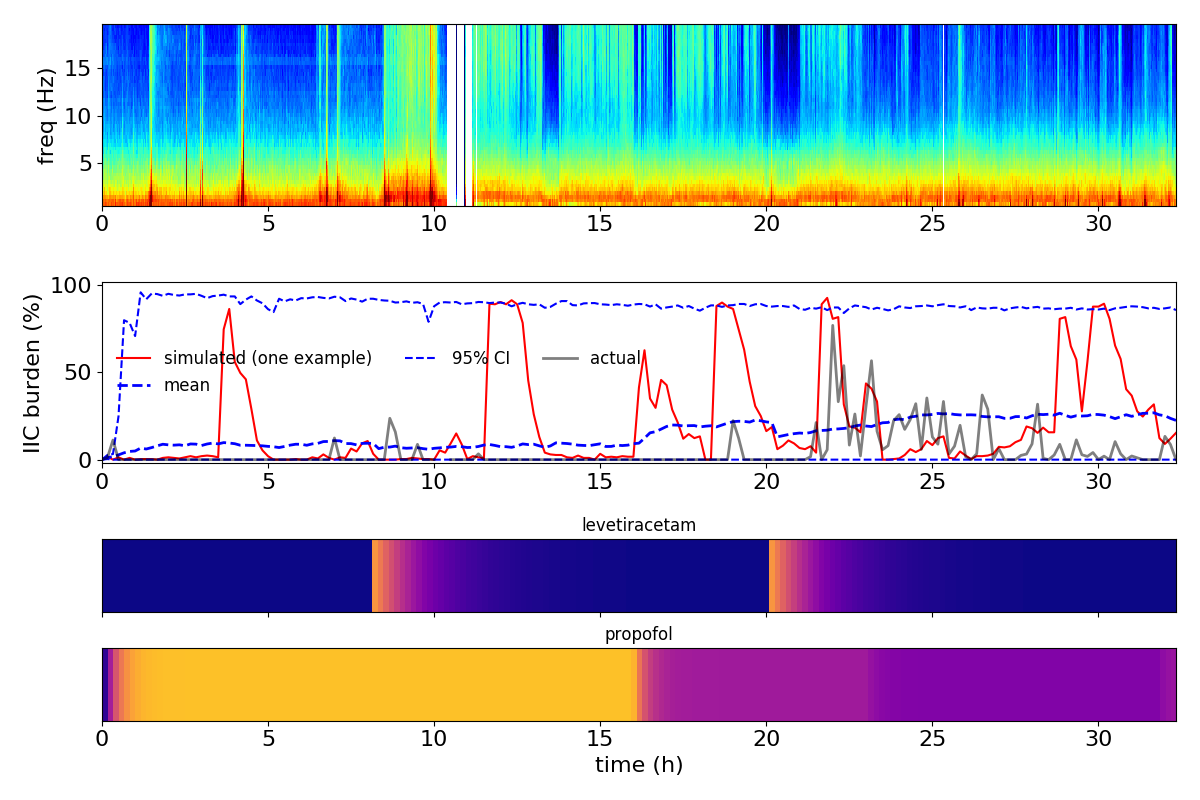 freq (Hz)
15
10
5
0 5 10 15 20 25 30
IIC burden (%)
100
50
0
simulated (one example) 95% CI actual
mean
0 5 10 15 20 25 30
levetiracetam
propofol
0 5 10 15 20 25 30
time (h)